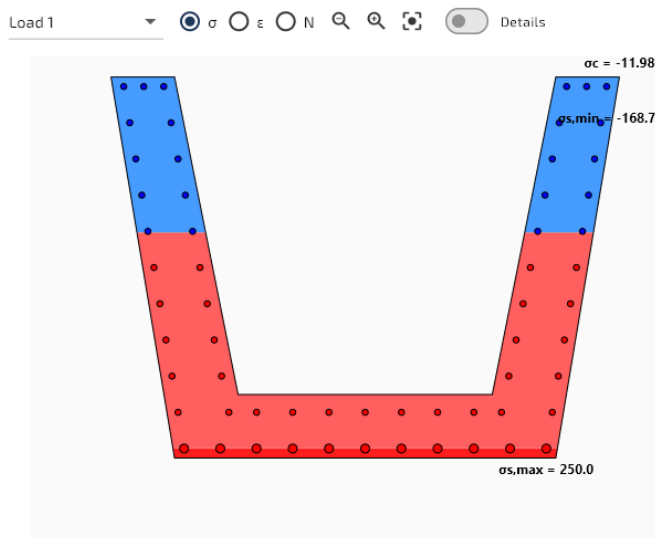 Load 1 σ ε N Details
σc = -11.98
σs,min = -168.7
σs,max = 250.0